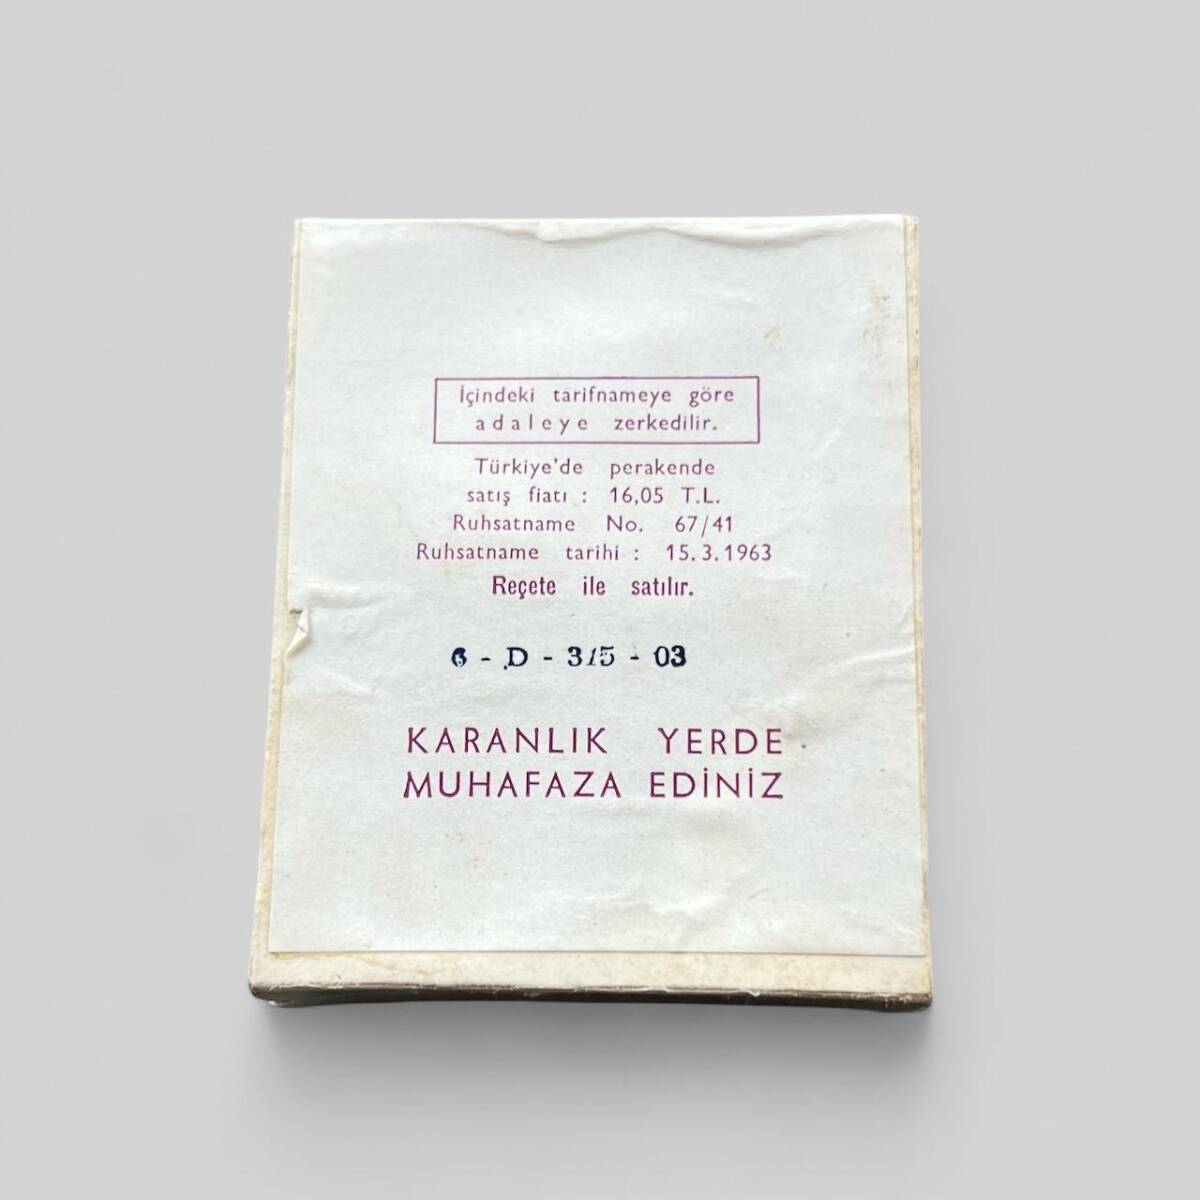 İçindeki tarifnameye göre
adaleye zerkedilir.
Türkiye'de perakende
satış fiatı : 16,05 T.L.
Ruhsatname No. 67/41
Ruhsatname tarihi : 15.3.1963
Reçete ile satılır.
6 - D - 315 - 03
KARANLIK YERDE
MUHAFAZA EDİNİZ